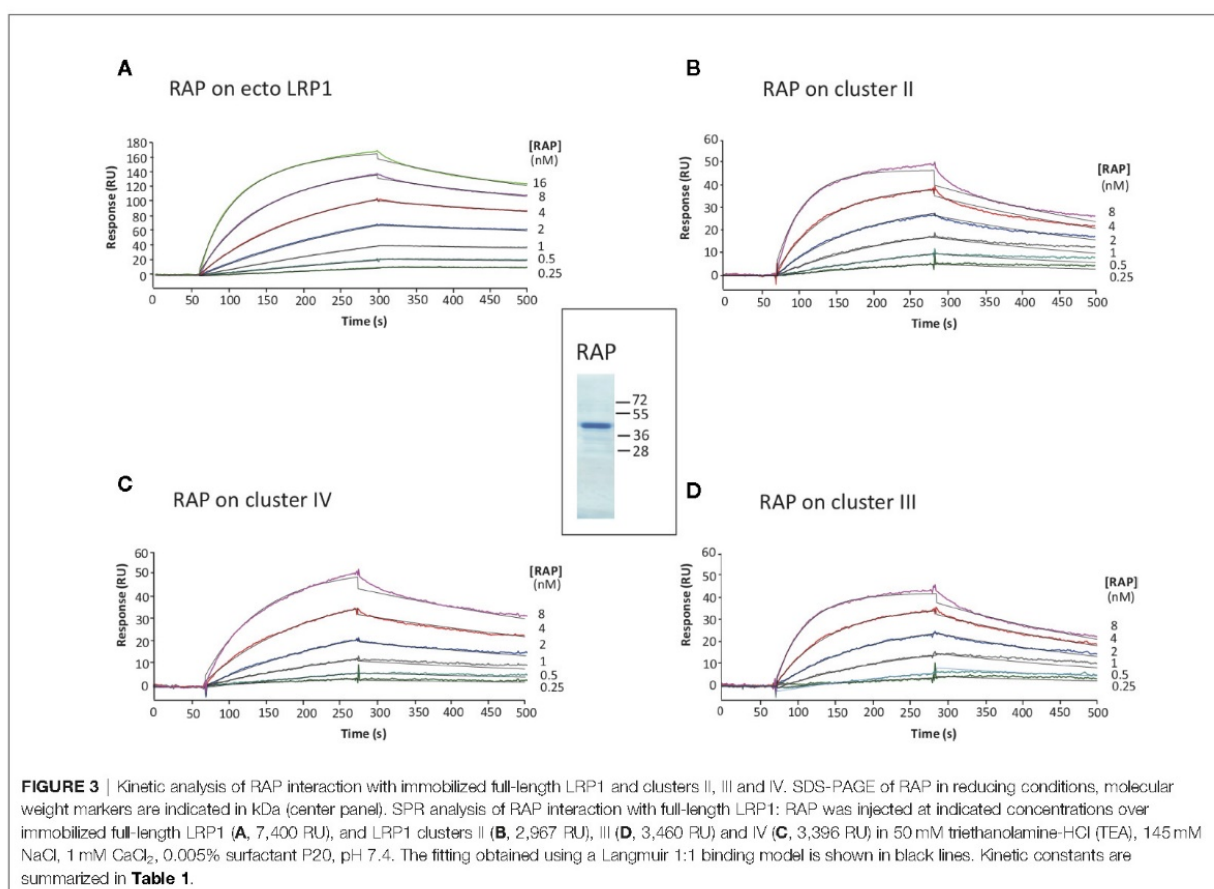 A
RAP on ecto LRP1
Response (RU)
180
160
140
120
100
80
60
40
20
0
0 50 100 150 200 250 300 350 400 450 500
Time (s)
[RAP]
(nM)
16
8
4
2
1
0.5
0.25
B
RAP on cluster II
Response (RU)
60
50
40
30
20
10
0
0 50 100 150 200 250 300 350 400 450 500
Time (s)
[RAP]
(nM)
8
4
2
1
0.5
0.25
RAP
72
55
36
28
C
RAP on cluster IV
Response (RU)
60
50
40
30
20
10
0
0 50 100 150 200 250 300 350 400 450 500
Time (s)
[RAP]
(nM)
8
4
2
1
0.5
0.25
D
RAP on cluster III
Response (RU)
60
50
40
30
20
10
0
0 50 100 150 200 250 300 350 400 450 500
Time (s)
[RAP]
(nM)
8
4
2
1
0.5
0.25
FIGURE 3 | Kinetic analysis of RAP interaction with immobilized full-length LRP1 and clusters II, III and IV. SDS-PAGE of RAP in reducing conditions, molecular
weight markers are indicated in kDa (center panel). SPR analysis of RAP interaction with full-length LRP1: RAP was injected at indicated concentrations over
immobilized full-length LRP1 (A, 7,400 RU), and LRP1 clusters II (B, 2,967 RU), III (D, 3,460 RU) and IV (C, 3,396 RU) in 50 mM triethanolamine-HCl (TEA), 145 mM
NaCl, 1 mM CaCl₂, 0.005% surfactant P20, pH 7.4. The fitting obtained using a Langmuir 1:1 binding model is shown in black lines. Kinetic constants are
summarized in Table 1.